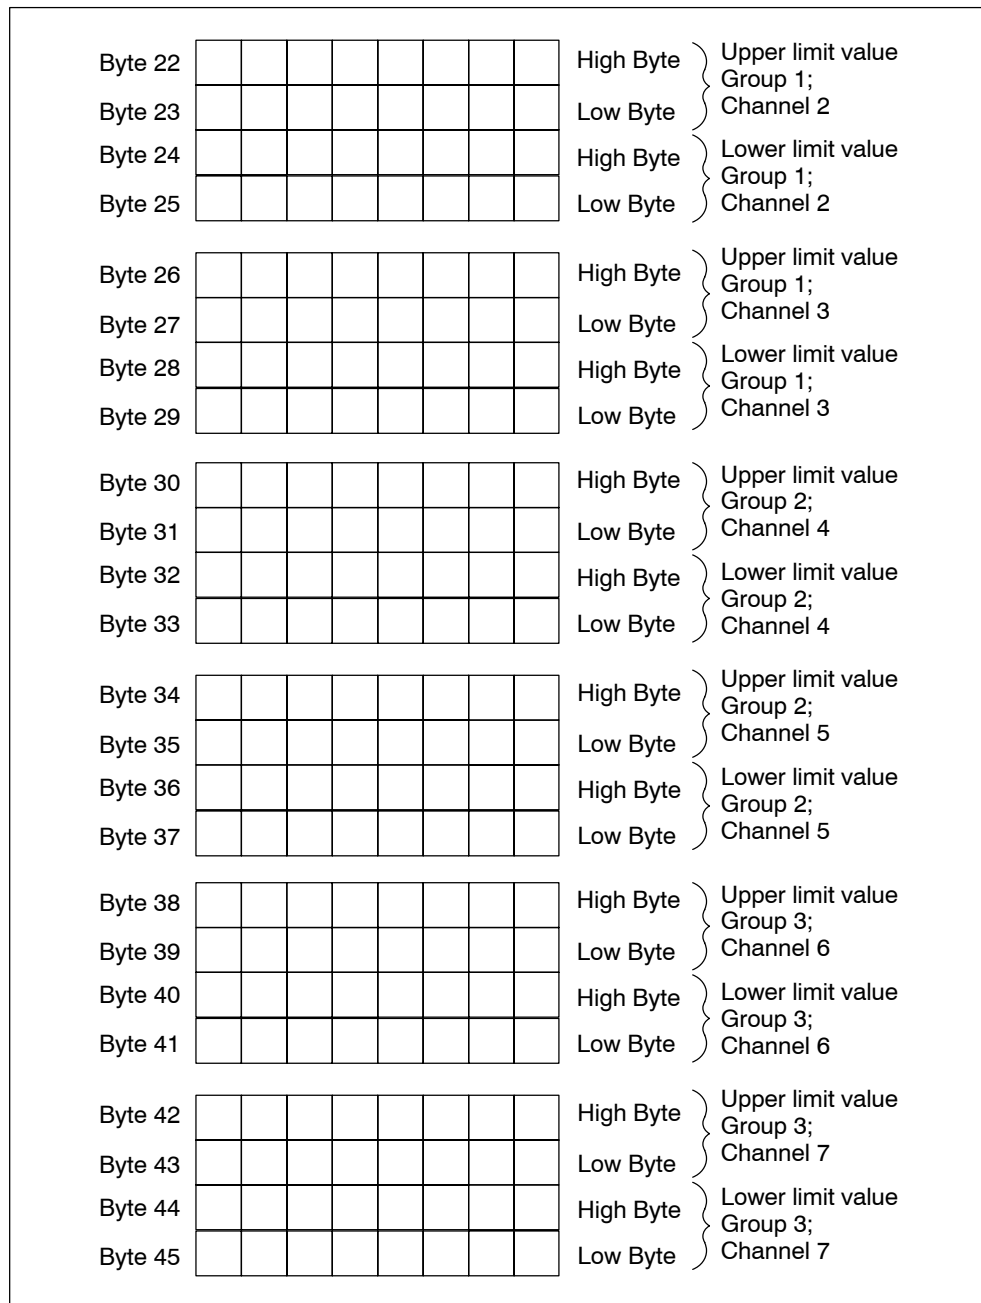 Byte 22 High Byte Upper limit value
Group 1;
Byte 23 Low Byte Channel 2
Byte 24 High Byte Lower limit value
Group 1;
Byte 25 Low Byte Channel 2
Byte 26 High Byte Upper limit value
Group 1;
Byte 27 Low Byte Channel 3
Byte 28 High Byte Lower limit value
Group 1;
Byte 29 Low Byte Channel 3
Byte 30 High Byte Upper limit value
Group 2;
Byte 31 Low Byte Channel 4
Byte 32 High Byte Lower limit value
Group 2;
Byte 33 Low Byte Channel 4
Byte 34 High Byte Upper limit value
Group 2;
Byte 35 Low Byte Channel 5
Byte 36 High Byte Lower limit value
Group 2;
Byte 37 Low Byte Channel 5
Byte 38 High Byte Upper limit value
Group 3;
Byte 39 Low Byte Channel 6
Byte 40 High Byte Lower limit value
Group 3;
Byte 41 Low Byte Channel 6
Byte 42 High Byte Upper limit value
Group 3;
Byte 43 Low Byte Channel 7
Byte 44 High Byte Lower limit value
Group 3;
Byte 45 Low Byte Channel 7